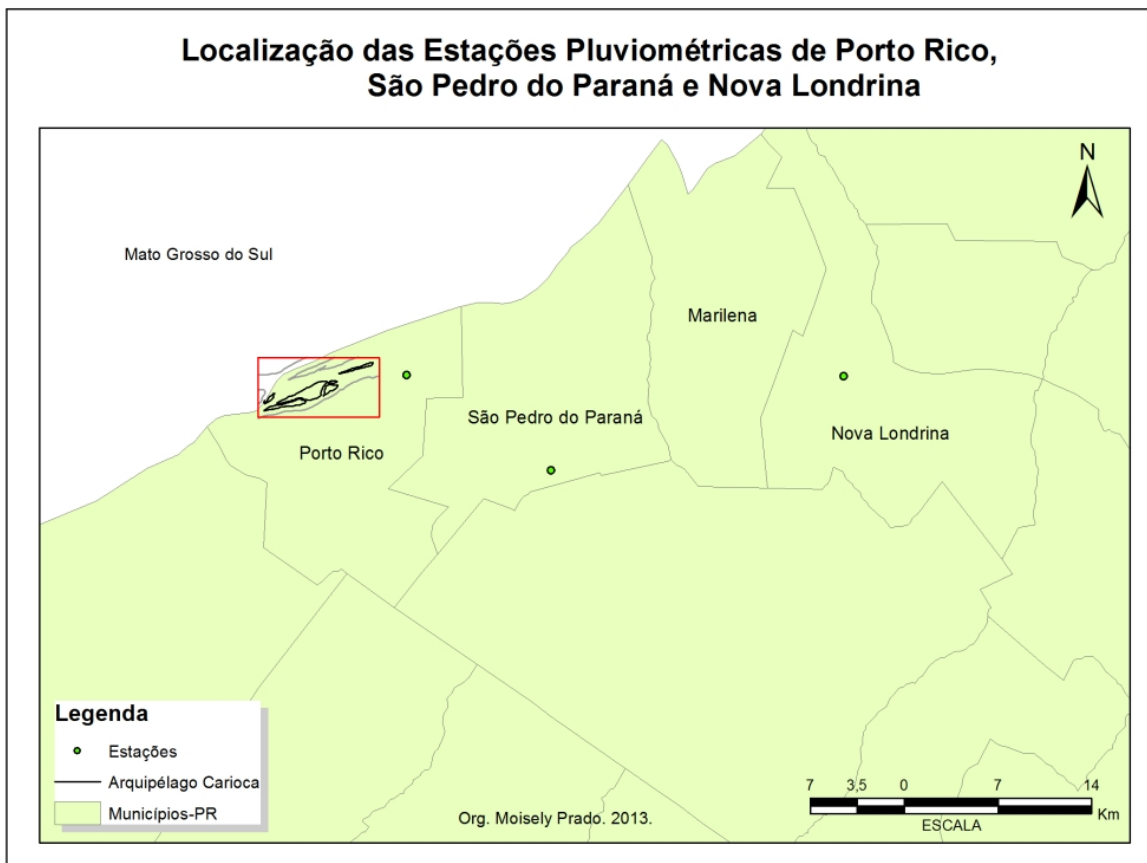 Localização das Estações Pluviométricas de Porto Rico,
São Pedro do Paraná e Nova Londrina
N
Mato Grosso do Sul
Marilena
São Pedro do Paraná
Nova Londrina
Porto Rico
Legenda
Estações
Arquipélago Carioca
Municípios-PR
Org. Moisely Prado. 2013.
7 3,5 0 7 14
Km
ESCALA